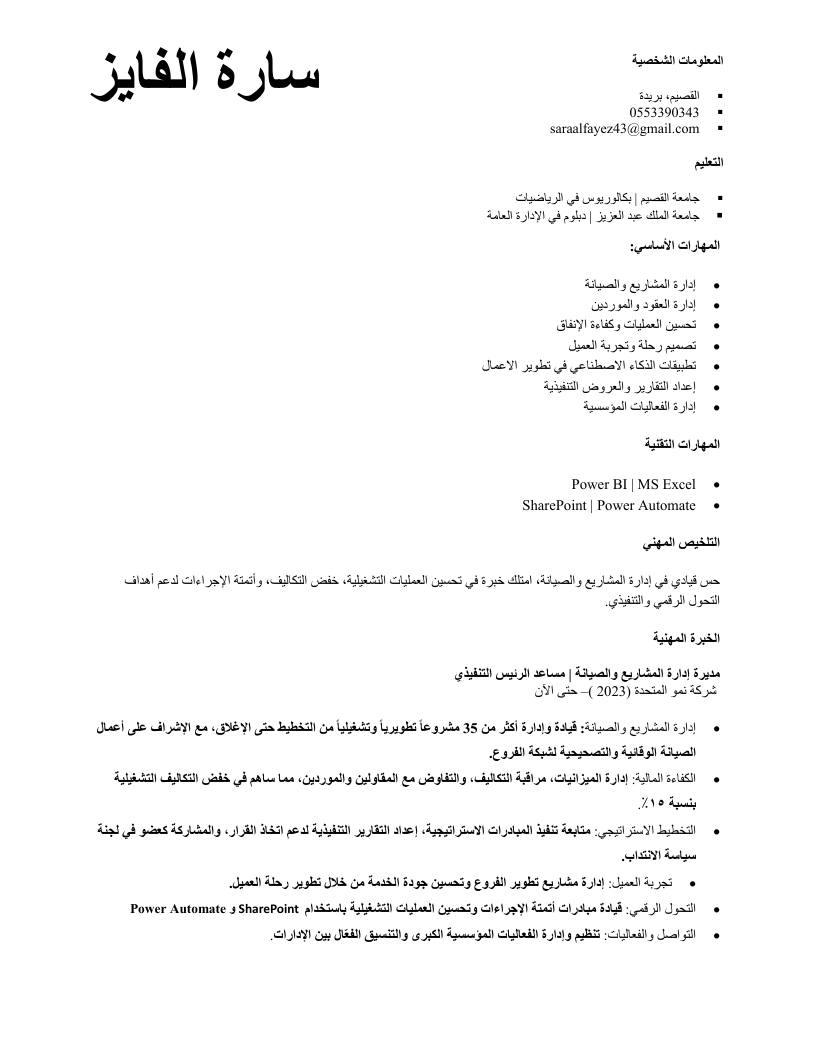 سارة الفايز
المعلومات الشخصية
▪ القصيم، بريدة
▪ 0553390343
▪ saraalfayez43@gmail.com
التعليم
▪ جامعة القصيم | بكالوريوس في الرياضيات
▪ جامعة الملك عبد العزيز | دبلوم في الإدارة العامة
المهارات الأساسي:
• إدارة المشاريع والصيانة
• إدارة العقود والموردين
• تحسين العمليات وكفاءة الإنفاق
• تصميم رحلة وتجربة العميل
• تطبيقات الذكاء الاصطناعي في تطوير الاعمال
• إعداد التقارير والعروض التنفيذية
• إدارة الفعاليات المؤسسية
المهارات التقنية
• Power BI | MS Excel
• SharePoint | Power Automate
التلخيص المهني
حس قيادي في إدارة المشاريع والصيانة، امتلك خبرة في تحسين العمليات التشغيلية، خفض التكاليف، وأتمتة الإجراءات لدعم أهداف
التحول الرقمي والتنفيذي.
الخبرة المهنية
مديرة إدارة المشاريع والصيانة | مساعد الرئيس التنفيذي
شركة نمو المتحدة (2023 )– حتى الآن
• إدارة المشاريع والصيانة: قيادة وإدارة أكثر من 35 مشروعاً تطويرياً وتشغيلياً من التخطيط حتى الإغلاق، مع الإشراف على أعمال
الصيانة الوقائية والتصحيحية لشبكة الفروع.
• الكفاءة المالية: إدارة الميزانيات، مراقبة التكاليف، والتفاوض مع المقاولين والموردين، مما ساهم في خفض التكاليف التشغيلية
بنسبة ١٥٪.
• التخطيط الاستراتيجي: متابعة تنفيذ المبادرات الاستراتيجية، إعداد التقارير التنفيذية لدعم اتخاذ القرار، والمشاركة كعضو في لجنة
سياسة الانتداب.
• تجربة العميل: إدارة مشاريع تطوير الفروع وتحسين جودة الخدمة من خلال تطوير رحلة العميل.
• التحول الرقمي: قيادة مبادرات أتمتة الإجراءات وتحسين العمليات التشغيلية باستخدام SharePoint و Power Automate
• التواصل والفعاليات: تنظيم وإدارة الفعاليات المؤسسية الكبرى والتنسيق الفعّال بين الإدارات.